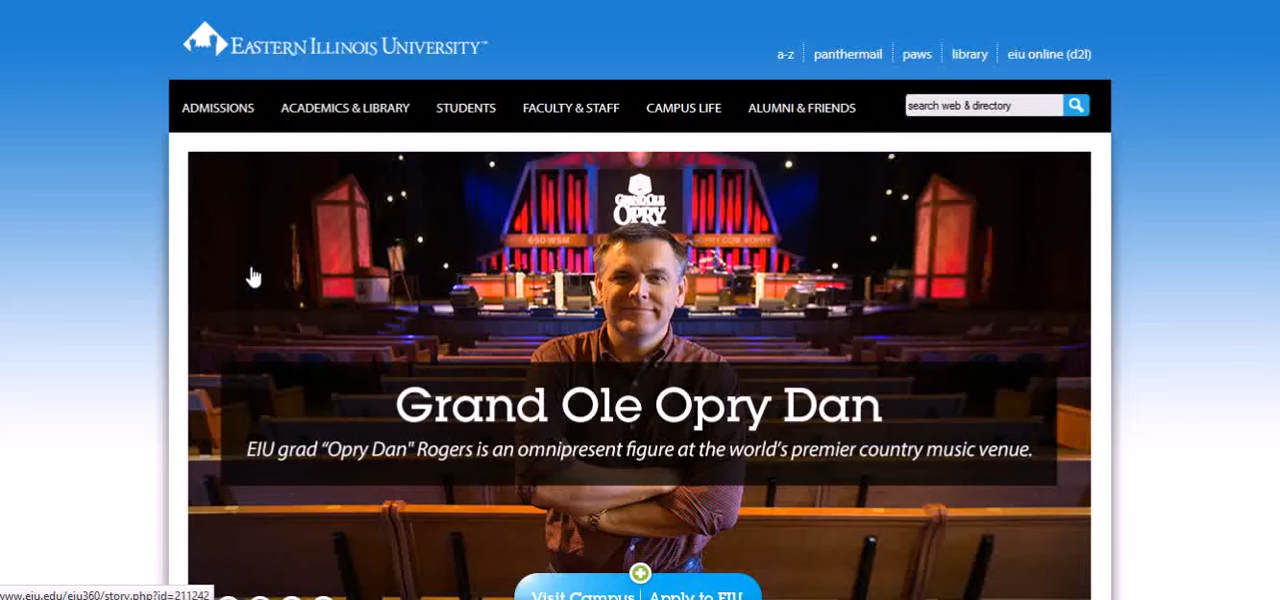 EASTERN ILLINOIS UNIVERSITY™
a-z
panthermail
paws
library
eiu online (d2l)
ADMISSIONS
ACADEMICS & LIBRARY
STUDENTS
FACULTY & STAFF
CAMPUS LIFE
ALUMNI & FRIENDS
search web & directory
GRAND OLE
OPRY
650-WSM
OPRY.COM
Grand Ole Opry Dan
EIU grad “Opry Dan" Rogers is an omnipresent figure at the world’s premier country music venue.
Visit Campus | Apply to EIU
www.eiu.edu/eiu360/story.php?id=211242